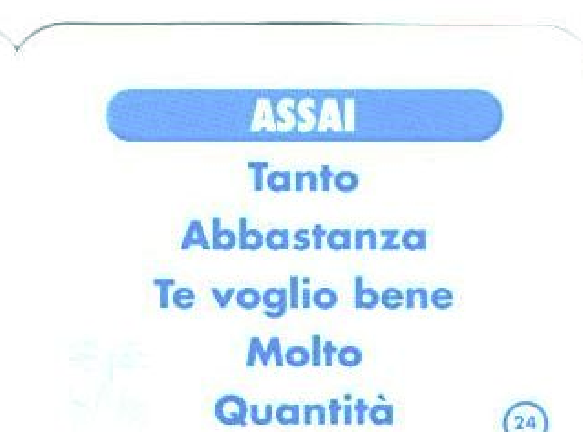 ASSAI
Tanto
Abbastanza
Te voglio bene
Molto
Quantità
24